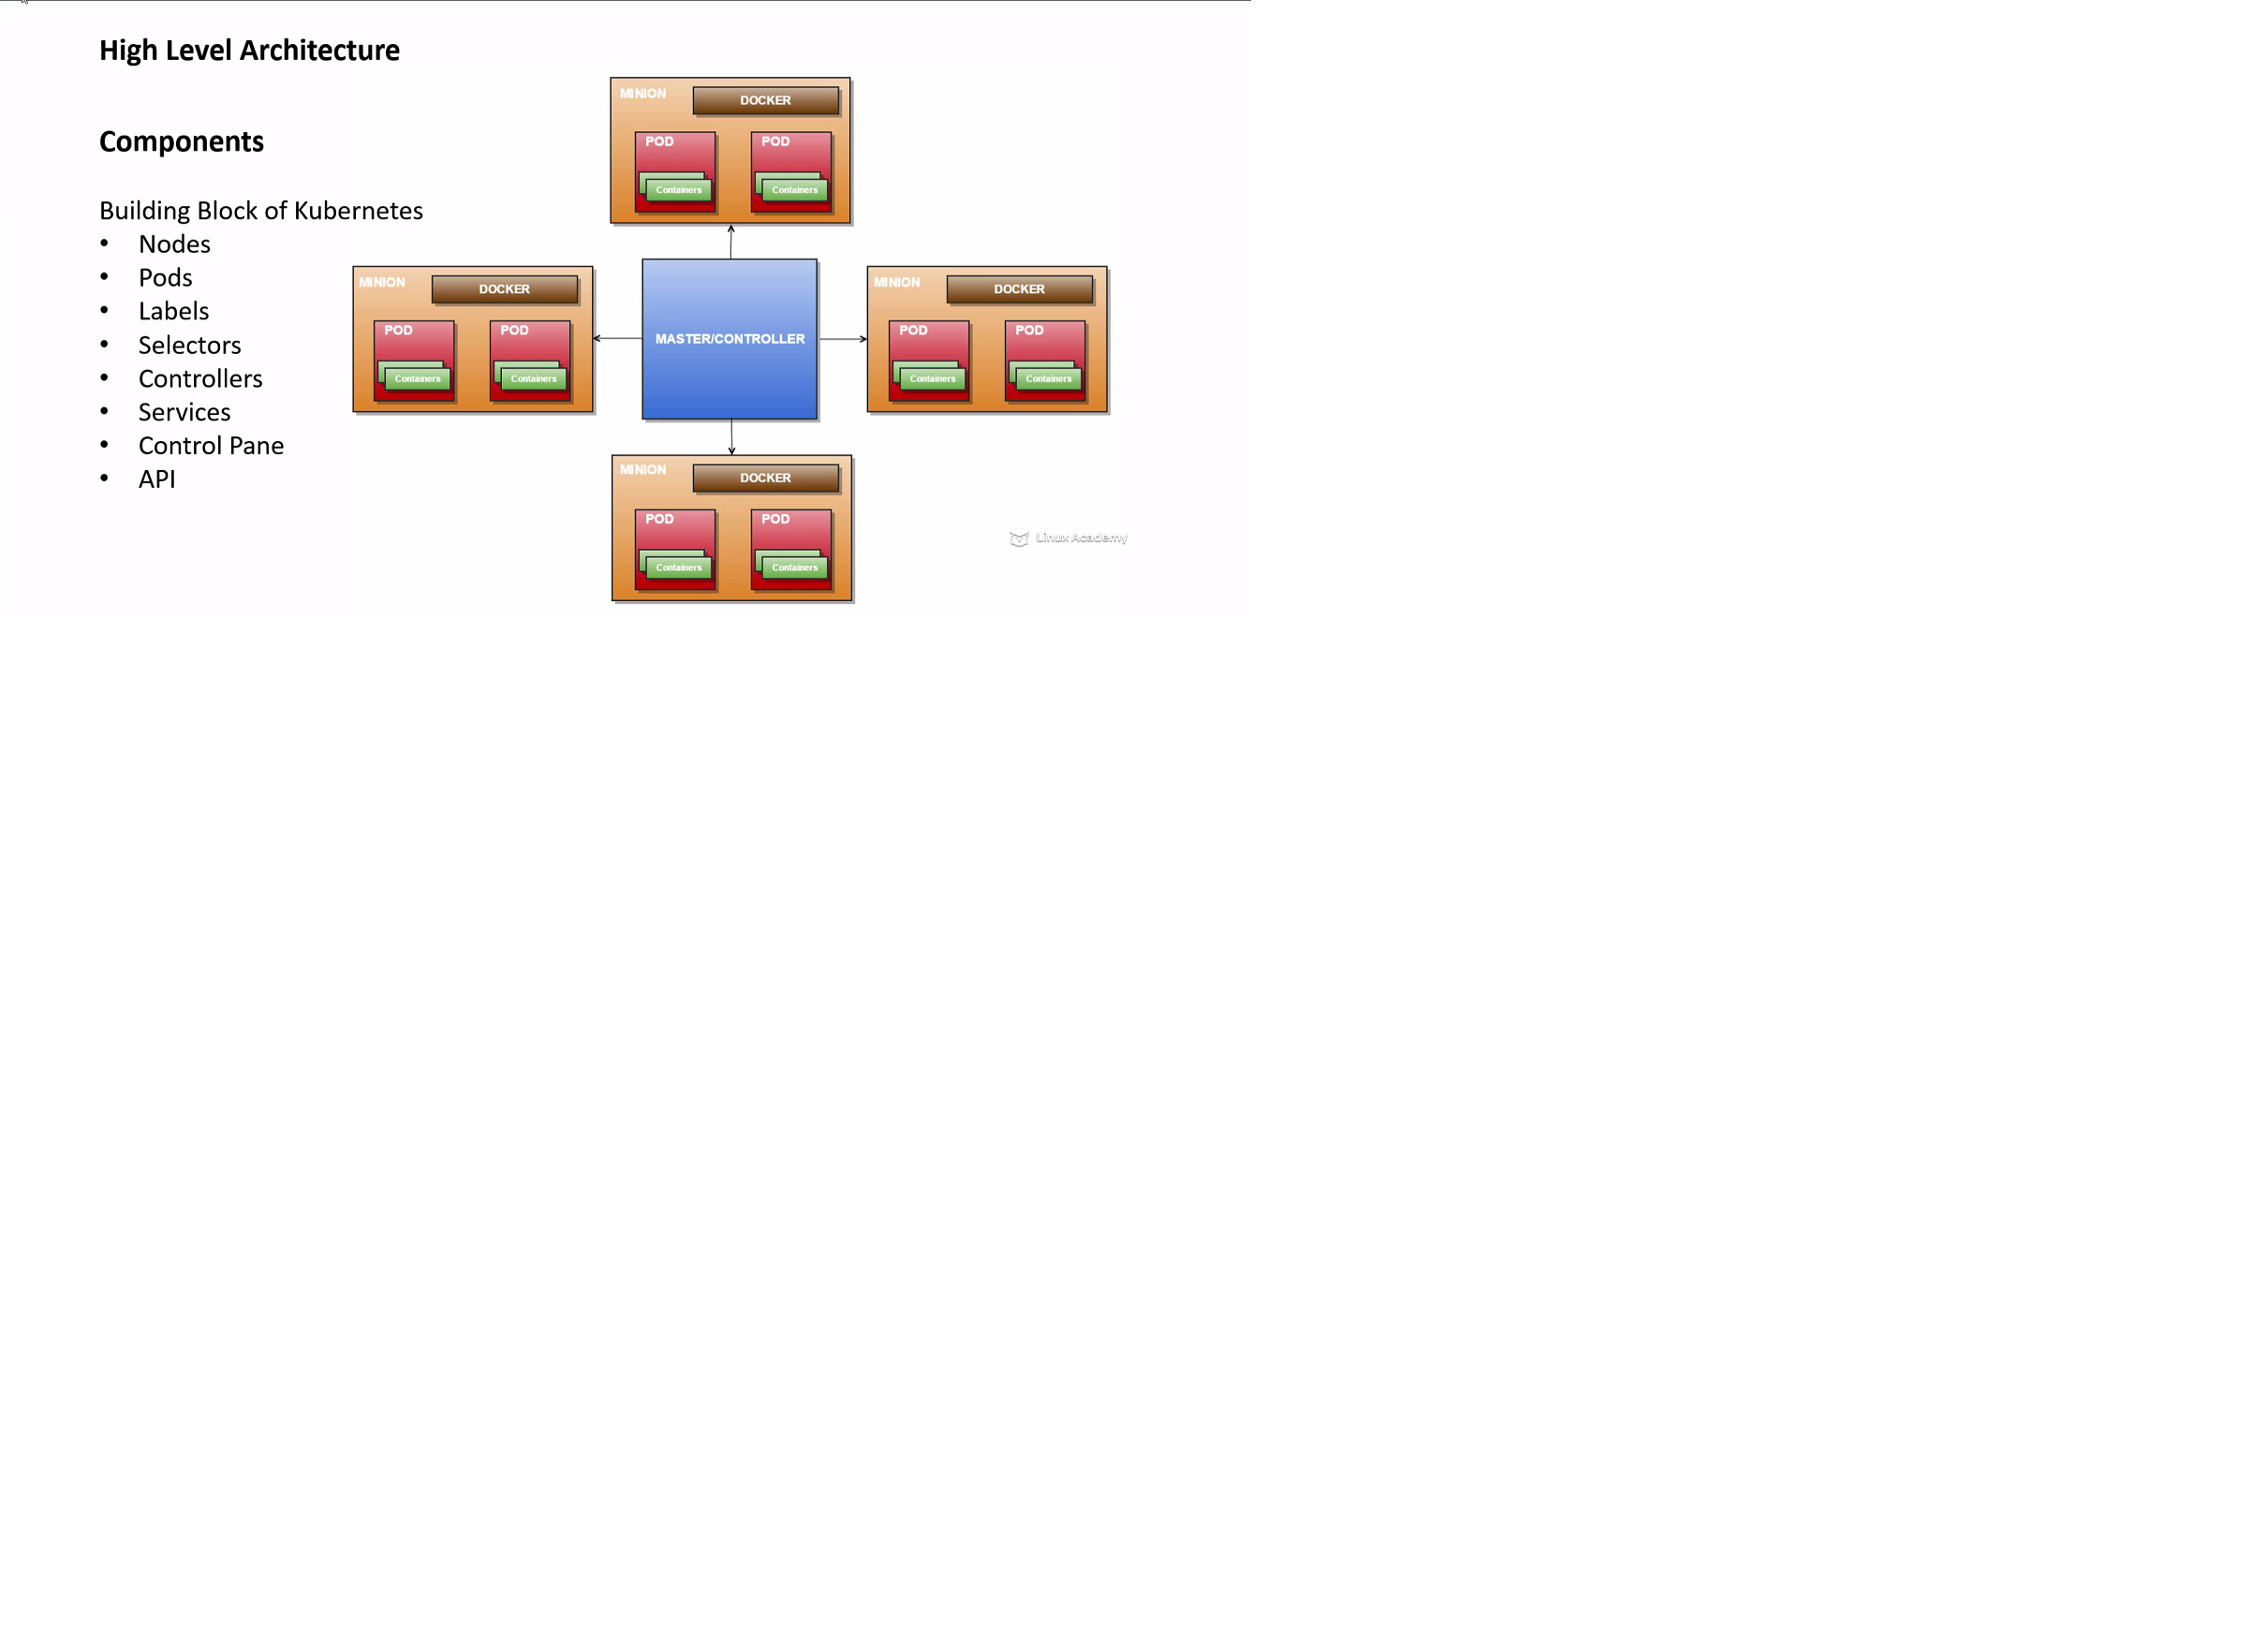 High Level Architecture
Components
Building Block of Kubernetes
• Nodes
• Pods
• Labels
• Selectors
• Controllers
• Services
• Control Pane
• API
MINION
DOCKER
POD
POD
Containers
Containers
MINION
DOCKER
POD
POD
Containers
Containers
MASTER/CONTROLLER
MINION
DOCKER
POD
POD
Containers
Containers
MINION
DOCKER
POD
POD
Containers
Containers
Linux Academy